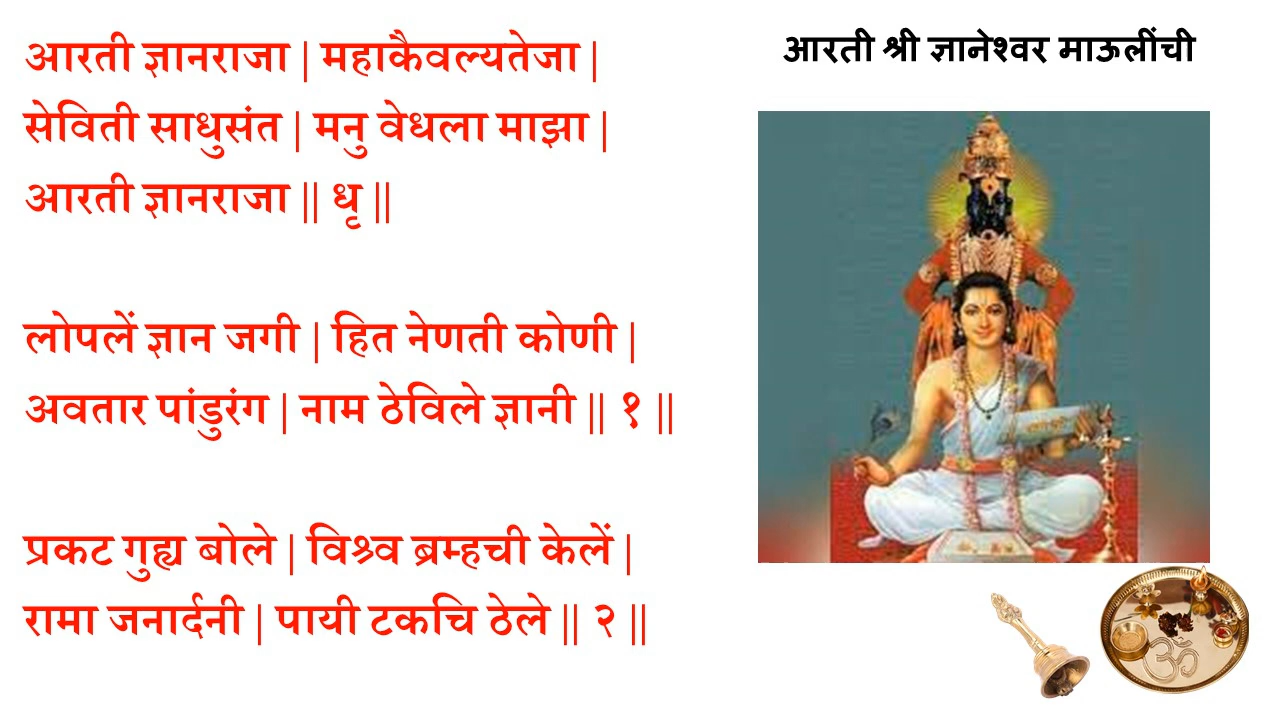 आरती श्री ज्ञानेश्वर माऊलींची
आरती ज्ञानराजा | महाकैवल्यतेजा |
सेविती साधुसंत | मनु वेधला माझा |
आरती ज्ञानराजा || धृ ||
लोपलें ज्ञान जगी | हित नेणती कोणी |
अवतार पांडुरंग | नाम ठेविले ज्ञानी || १ ||
प्रकट गुह्य बोले | विश्र्व ब्रम्हची केलें |
रामा जनार्दनी | पायी टकचि ठेले || २ ||
ॐ